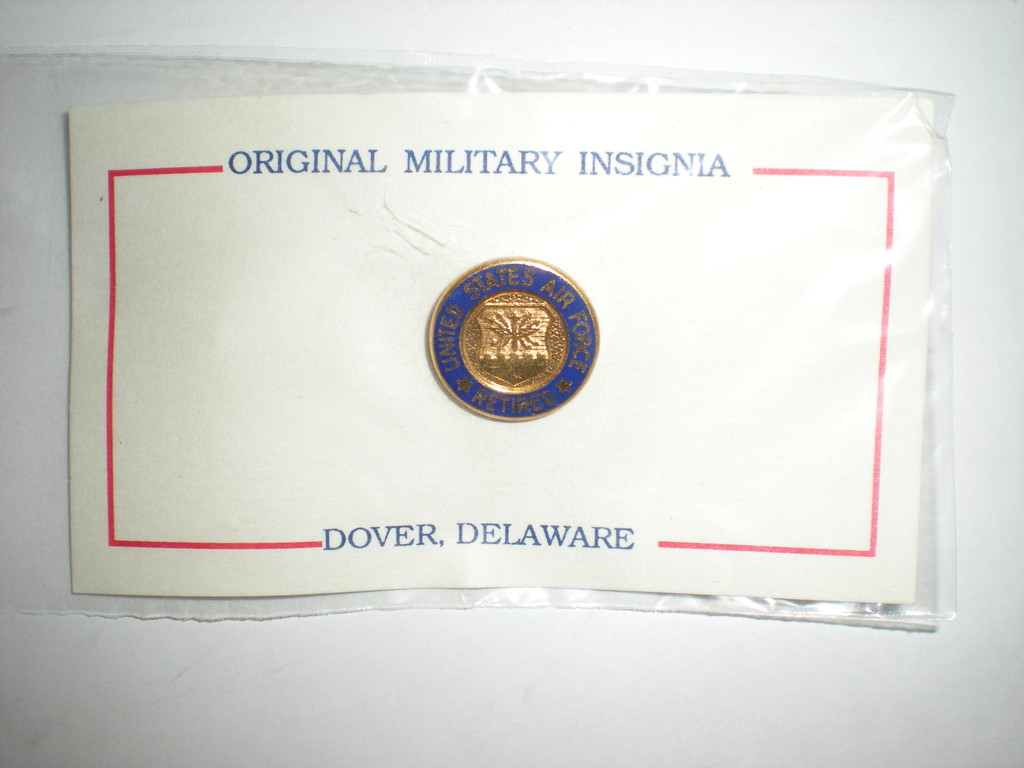 ORIGINAL MILITARY INSIGNIA
UNITED STATES AIR FORCE
RETIRED
DOVER, DELAWARE